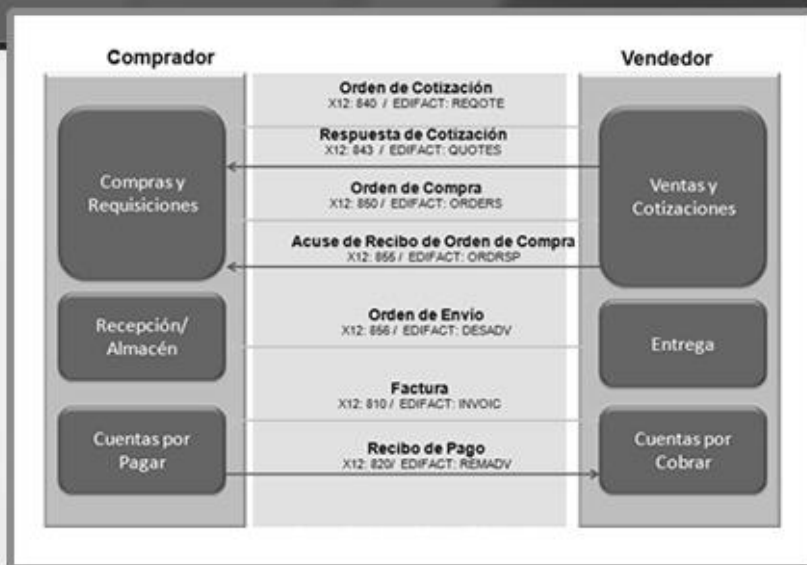 Comprador
Vendedor
Orden de Cotización
X12: 840 / EDIFACT: REQOTE
Respuesta de Cotización
X12: 843 / EDIFACT: QUOTES
Compras y
Requisiciones
Ventas y
Cotizaciones
Orden de Compra
X12: 850 / EDIFACT: ORDERS
Acuse de Recibo de Orden de Compra
X12: 855 / EDIFACT: ORDRSP
Recepción/
Almacén
Orden de Envío
X12: 856 / EDIFACT: DESADV
Entrega
Factura
X12: 810 / EDIFACT: INVOIC
Cuentas por
Pagar
Recibo de Pago
X12: 820/ EDIFACT: REMADV
Cuentas por
Cobrar